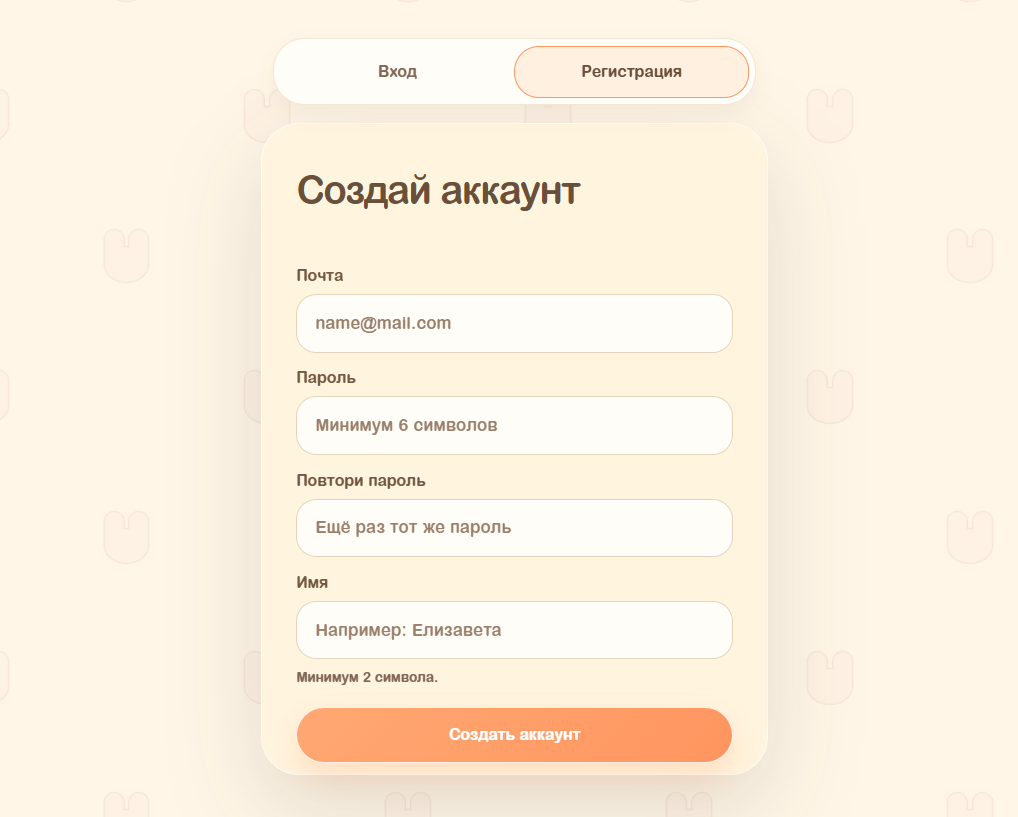 Вход
Регистрация
Создай аккаунт
Почта
name@mail.com
Пароль
Минимум 6 символов
Повтори пароль
Ещё раз тот же пароль
Имя
Например: Елизавета
Минимум 2 символа.
Создать аккаунт